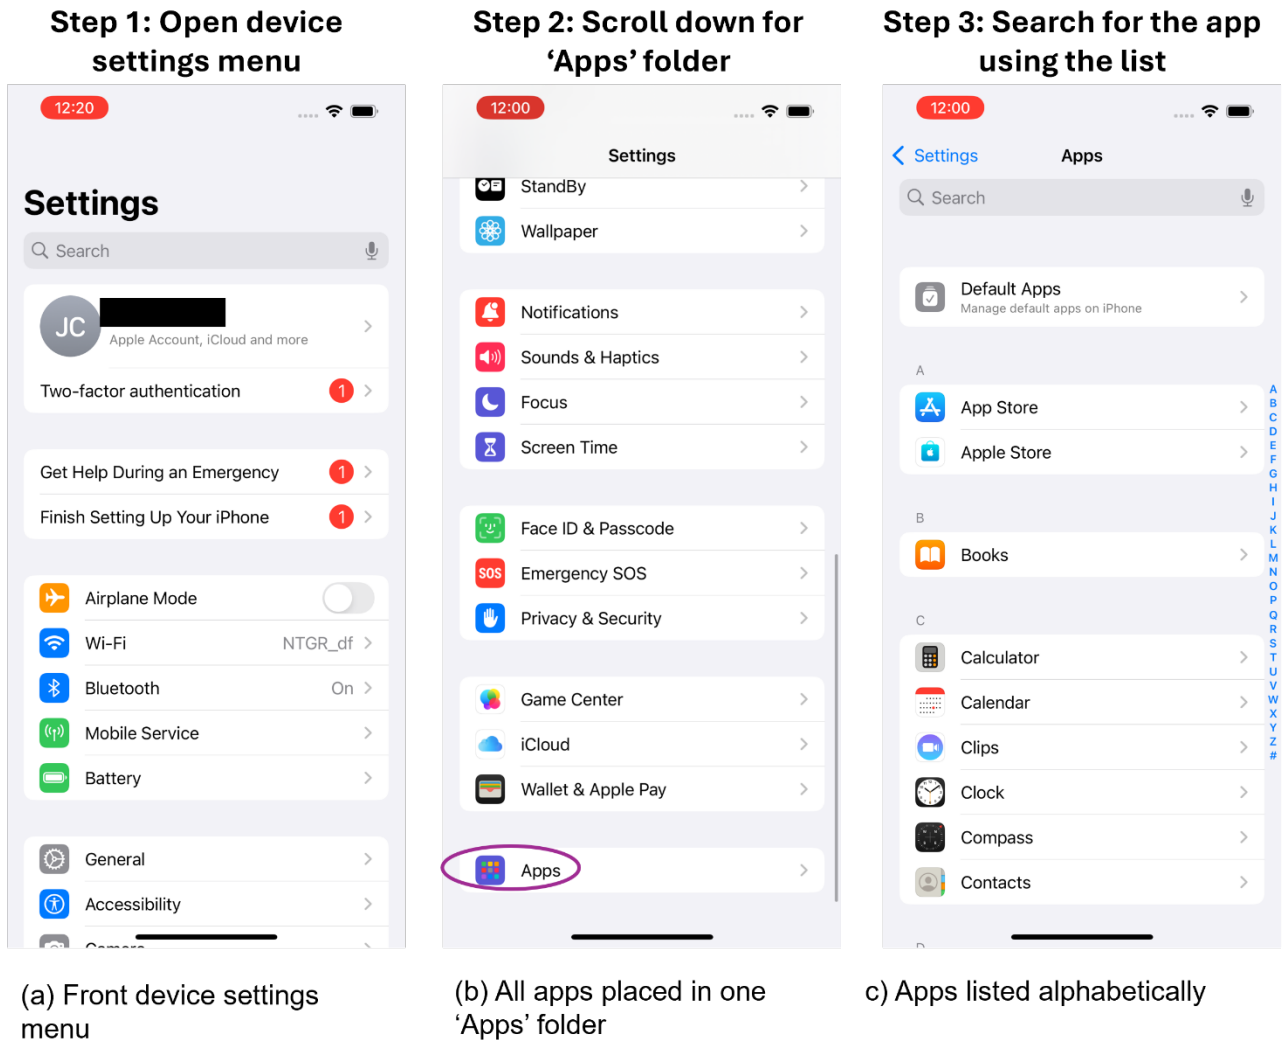 Step 1: Open device
settings menu
12:20
Settings
Search
JC
Apple Account, iCloud and more
Two-factor authentication 1
Get Help During an Emergency 1
Finish Setting Up Your iPhone 1
Airplane Mode
Wi-Fi NTGR_df
Bluetooth On
Mobile Service
Battery
General
Accessibility
Camera
(a) Front device settings
menu
Step 2: Scroll down for
‘Apps’ folder
12:00
Settings
StandBy
Wallpaper
Notifications
Sounds & Haptics
Focus
Screen Time
Face ID & Passcode
SOS Emergency SOS
Privacy & Security
Game Center
iCloud
Wallet & Apple Pay
Apps
(b) All apps placed in one
‘Apps’ folder
Step 3: Search for the app
using the list
12:00
Settings Apps
Search
Default Apps
Manage default apps on iPhone
A
App Store
Apple Store
B
Books
C
Calculator
Calendar
Clips
Clock
Compass
Contacts
D
A
B
C
D
E
F
G
H
I
J
K
L
M
N
O
P
Q
R
S
T
U
V
W
X
Y
Z
#
c) Apps listed alphabetically